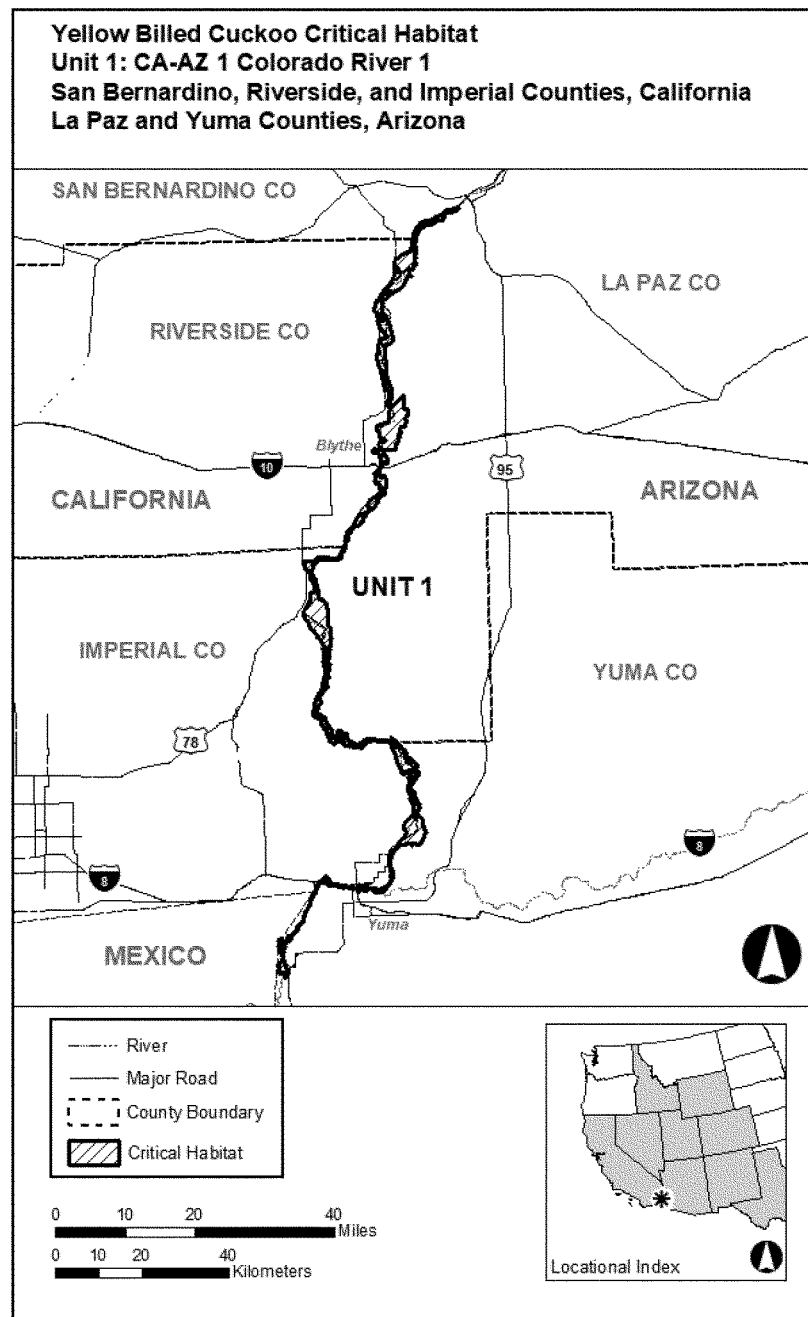 Yellow Billed Cuckoo Critical Habitat
Unit 1: CA-AZ 1 Colorado River 1
San Bernardino, Riverside, and Imperial Counties, California
La Paz and Yuma Counties, Arizona
SAN BERNARDINO CO
LA PAZ CO
RIVERSIDE CO
Blythe
10
95
CALIFORNIA
ARIZONA
UNIT 1
IMPERIAL CO
YUMA CO
78
8
8
Yuma
MEXICO
River
Major Road
County Boundary
Critical Habitat
0 10 20 40
Miles
0 10 20 40
Kilometers
Locational Index